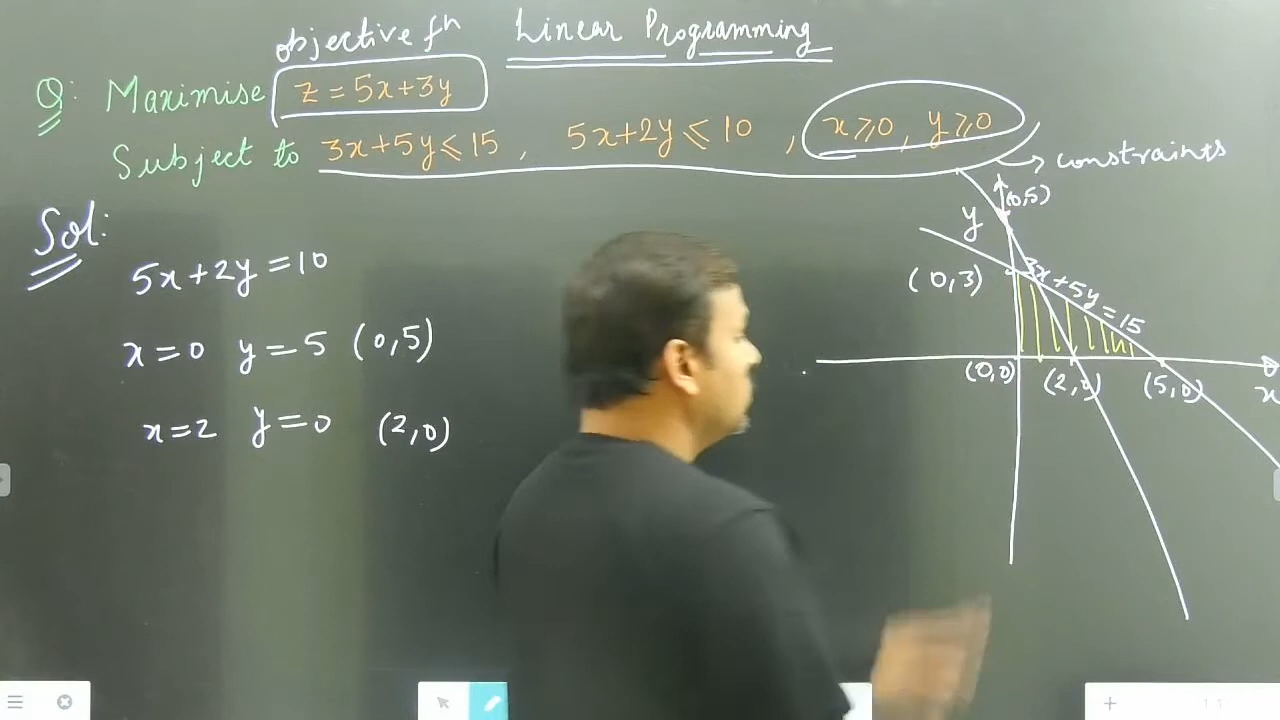 objective fn Linear Programming
Q: Maximise z = 5x+3y
Subject to 3x+5y ≤ 15 , 5x+2y ≤ 10 , x ≥ 0, y ≥ 0
→ constraints
Sol:
5x+2y = 10
x=0 y=5 (0,5)
x=2 y=0 (2,0)
(0,5)
y
(0,3)
3x+5y=15
(0,0) (2,0) (5,0)
x